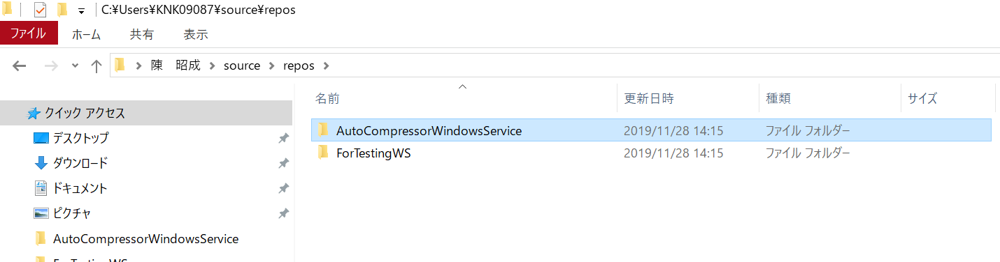 C:¥Users¥KNK09087¥source¥repos
ファイル ホーム 共有 表示
陳　昭成 source repos
名前 更新日時 種類 サイズ
クイック アクセス
デスクトップ
ダウンロード
ドキュメント
ピクチャ
AutoCompressorWindowsService
ForTestingWS
AutoCompressorWindowsService 2019/11/28 14:15 ファイル フォルダー
ForTestingWS 2019/11/28 14:15 ファイル フォルダー